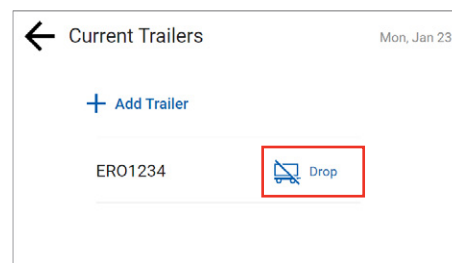 Current Trailers
Mon, Jan 23
Add Trailer
ERO1234
Drop